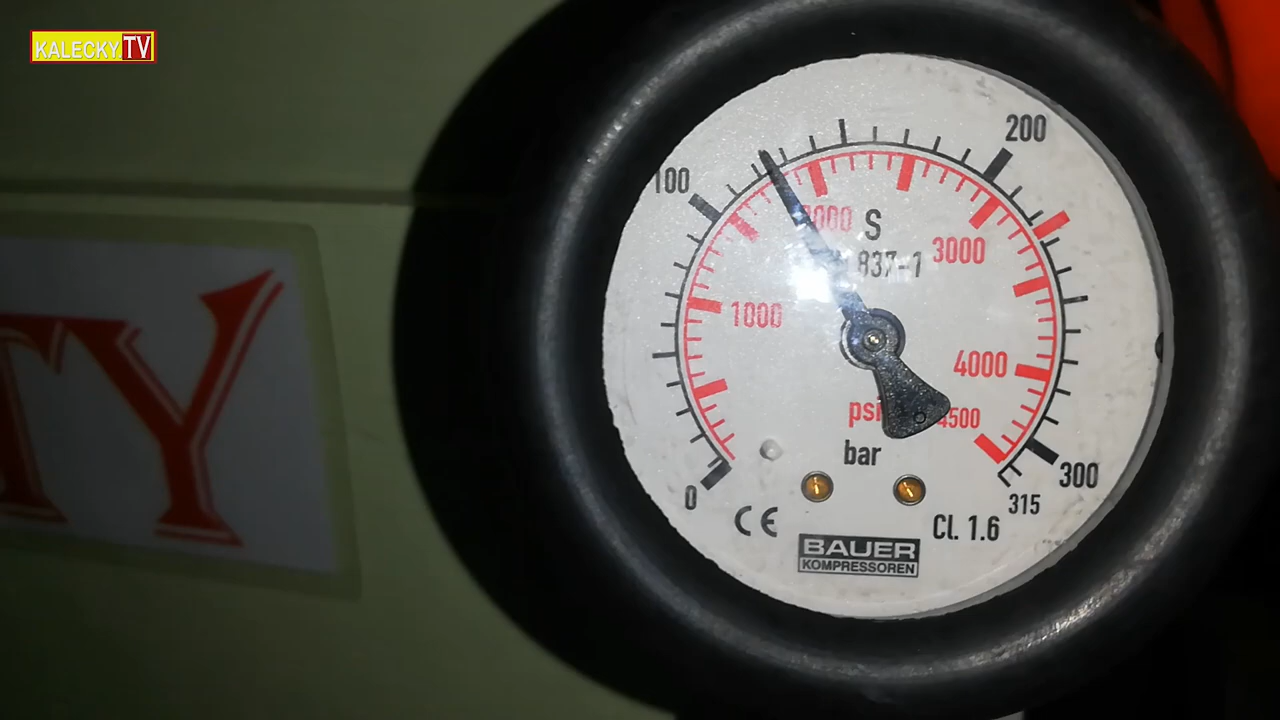 KALECKY TV
TY
200
100
2000
S
837-1
3000
1000
4000
psi
4500
bar
0
300
315
CE
Cl. 1.6
BAUER
KOMPRESSOREN